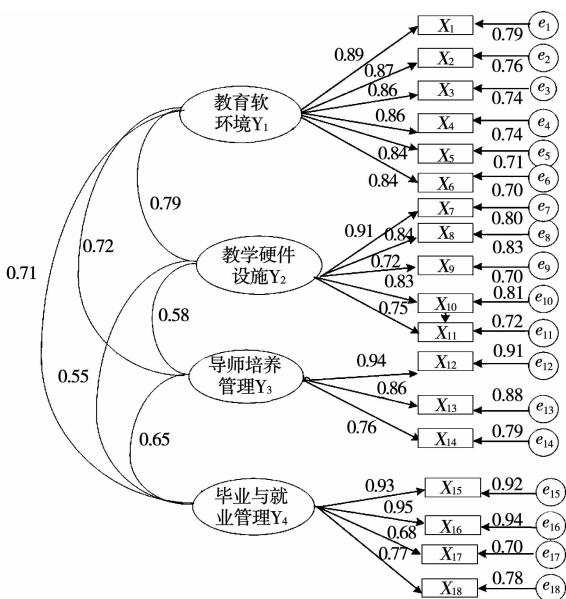 X₁
e₁
0.79
0.89
X₂
e₂
0.76
0.87
X₃
e₃
0.74
0.86
教育软
环境Y₁
X₄
e₄
0.74
0.86
X₅
e₅
0.71
0.84
X₆
e₆
0.70
0.84
0.79
X₇
e₇
0.80
0.91
X₈
e₈
0.83
0.84
0.72
教学硬件
设施Y₂
X₉
e₉
0.70
0.72
0.71
X₁₀
e₁₀
0.81
0.83
0.58
X₁₁
e₁₁
0.72
0.75
导师培养
管理Y₃
X₁₂
e₁₂
0.91
0.94
0.55
X₁₃
e₁₃
0.88
0.86
0.65
X₁₄
e₁₄
0.79
0.76
毕业与就
业管理Y₄
X₁₅
e₁₅
0.92
0.93
X₁₆
e₁₆
0.94
0.95
X₁₇
e₁₇
0.70
0.68
X₁₈
e₁₈
0.78
0.77